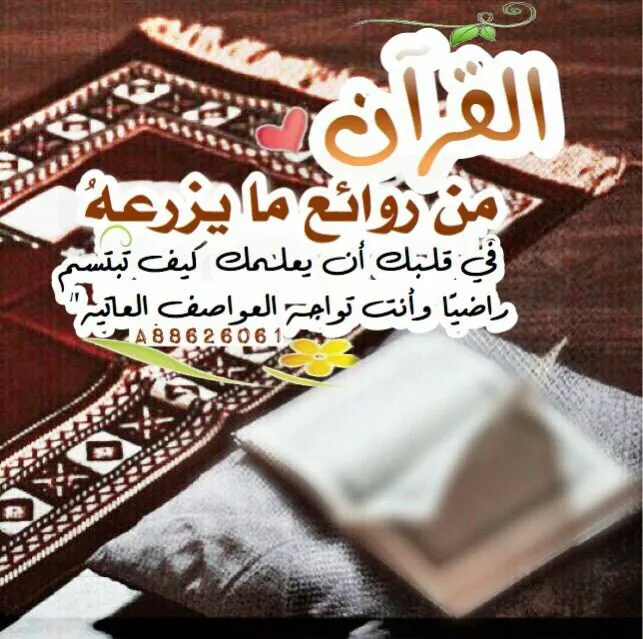 القرآن
من روائع ما يزرعهُ
في قلبك أن يعلمك كيف تبتسم
راضيًا وأنت تواجه العواصف العاتية"
A88626061